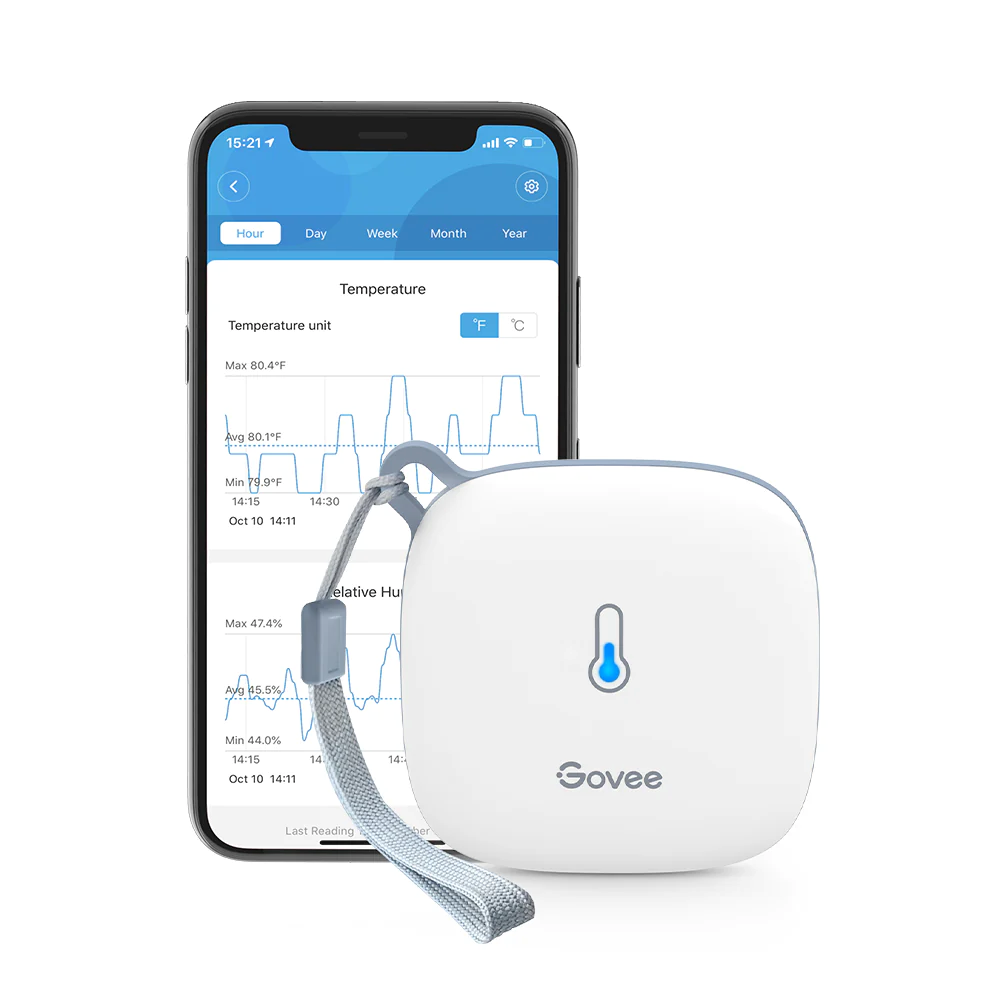 15:21
Hour Day Week Month Year
Temperature
Temperature unit °F °C
Max 80.4°F
Avg 80.1°F
Min 79.9°F
14:15 14:30
Oct 10 14:11
elative Hu
Max 47.4%
Avg 45.5%
Min 44.0%
14:15
Oct 10 14:11
Last Reading
Govee